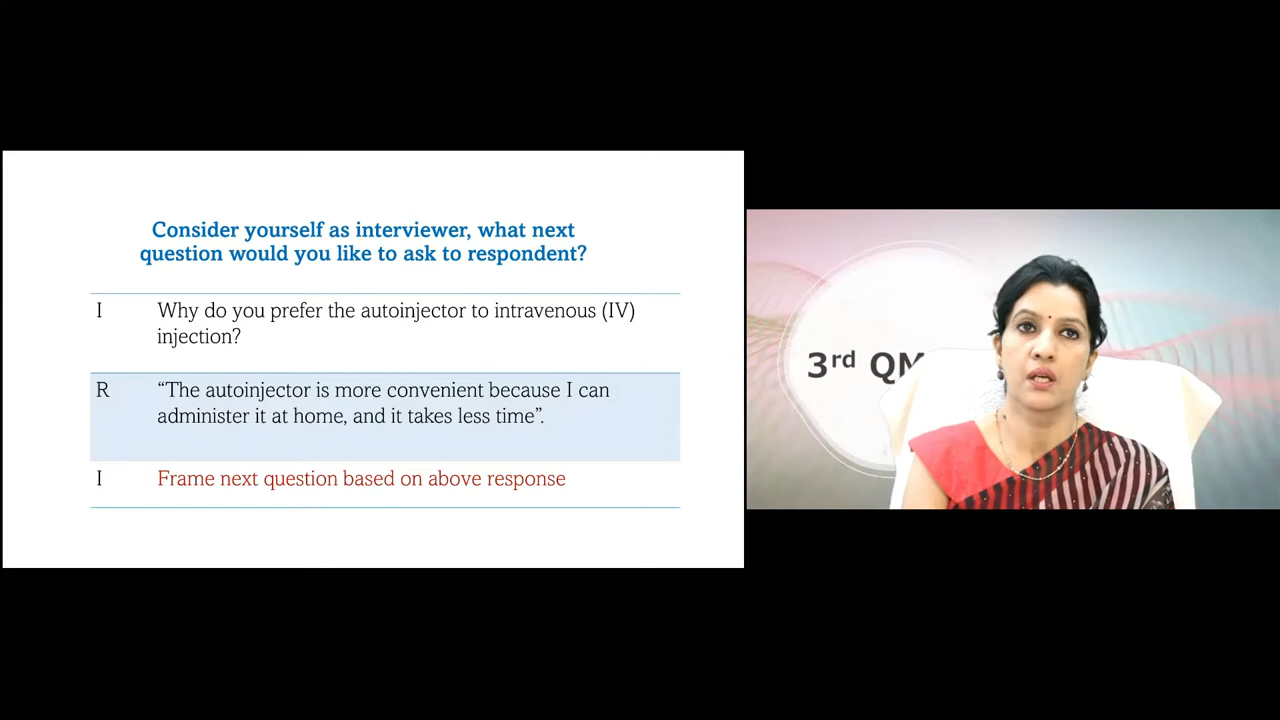 Consider yourself as interviewer, what next
question would you like to ask to respondent?
I Why do you prefer the autoinjector to intravenous (IV)
injection?
R “The autoinjector is more convenient because I can
administer it at home, and it takes less time”.
I Frame next question based on above response
3rd QM